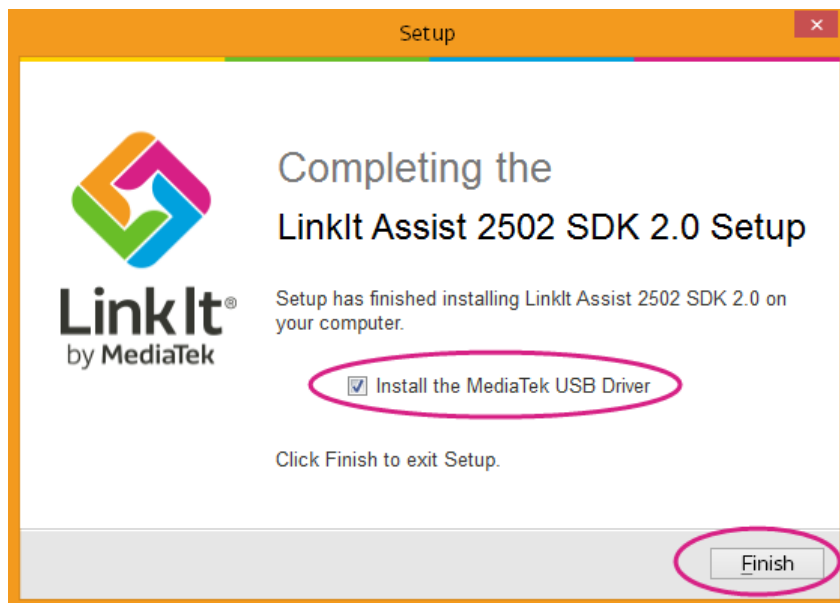 Setup
Completing the
LinkIt Assist 2502 SDK 2.0 Setup
LinkIt®
by MediaTek
Setup has finished installing LinkIt Assist 2502 SDK 2.0 on
your computer.
Install the MediaTek USB Driver
Click Finish to exit Setup.
Finish